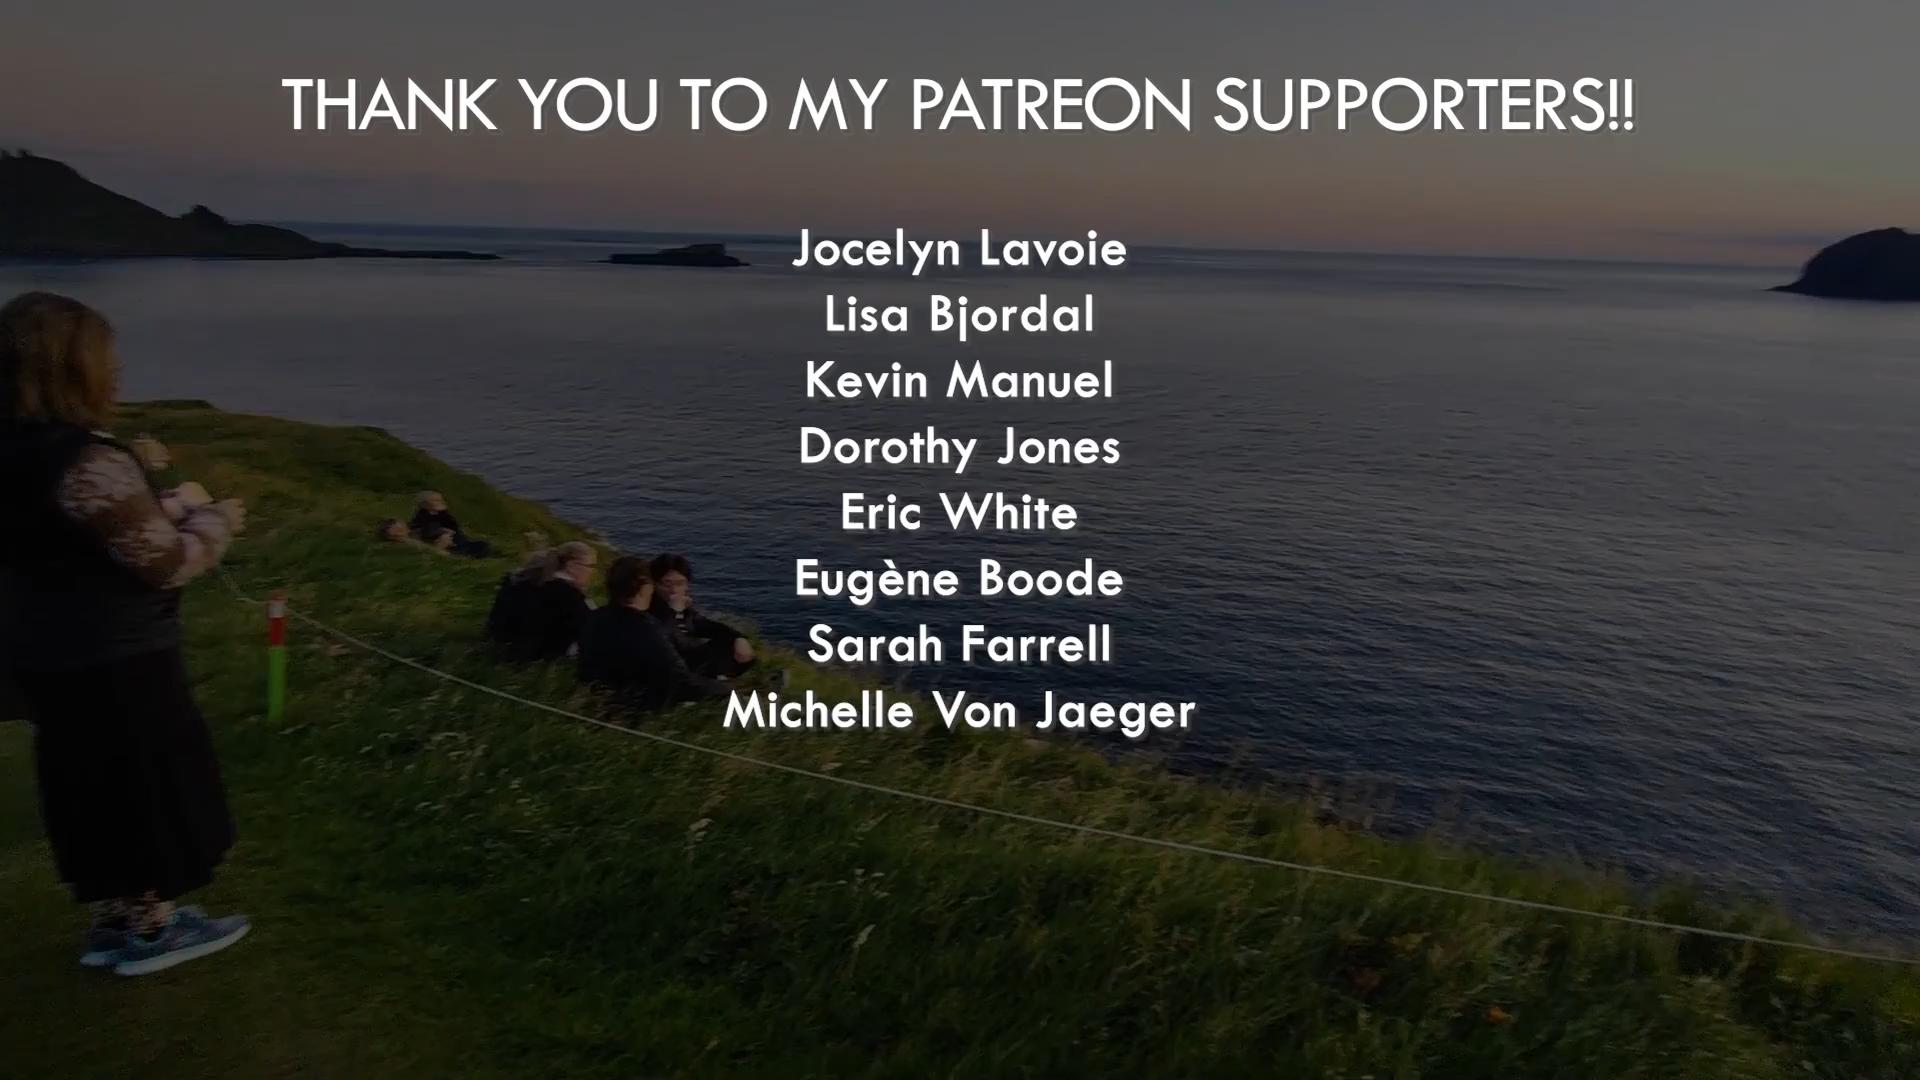 THANK YOU TO MY PATREON SUPPORTERS!!
Jocelyn Lavoie
Lisa Bjordal
Kevin Manuel
Dorothy Jones
Eric White
Eugène Boode
Sarah Farrell
Michelle Von Jaeger